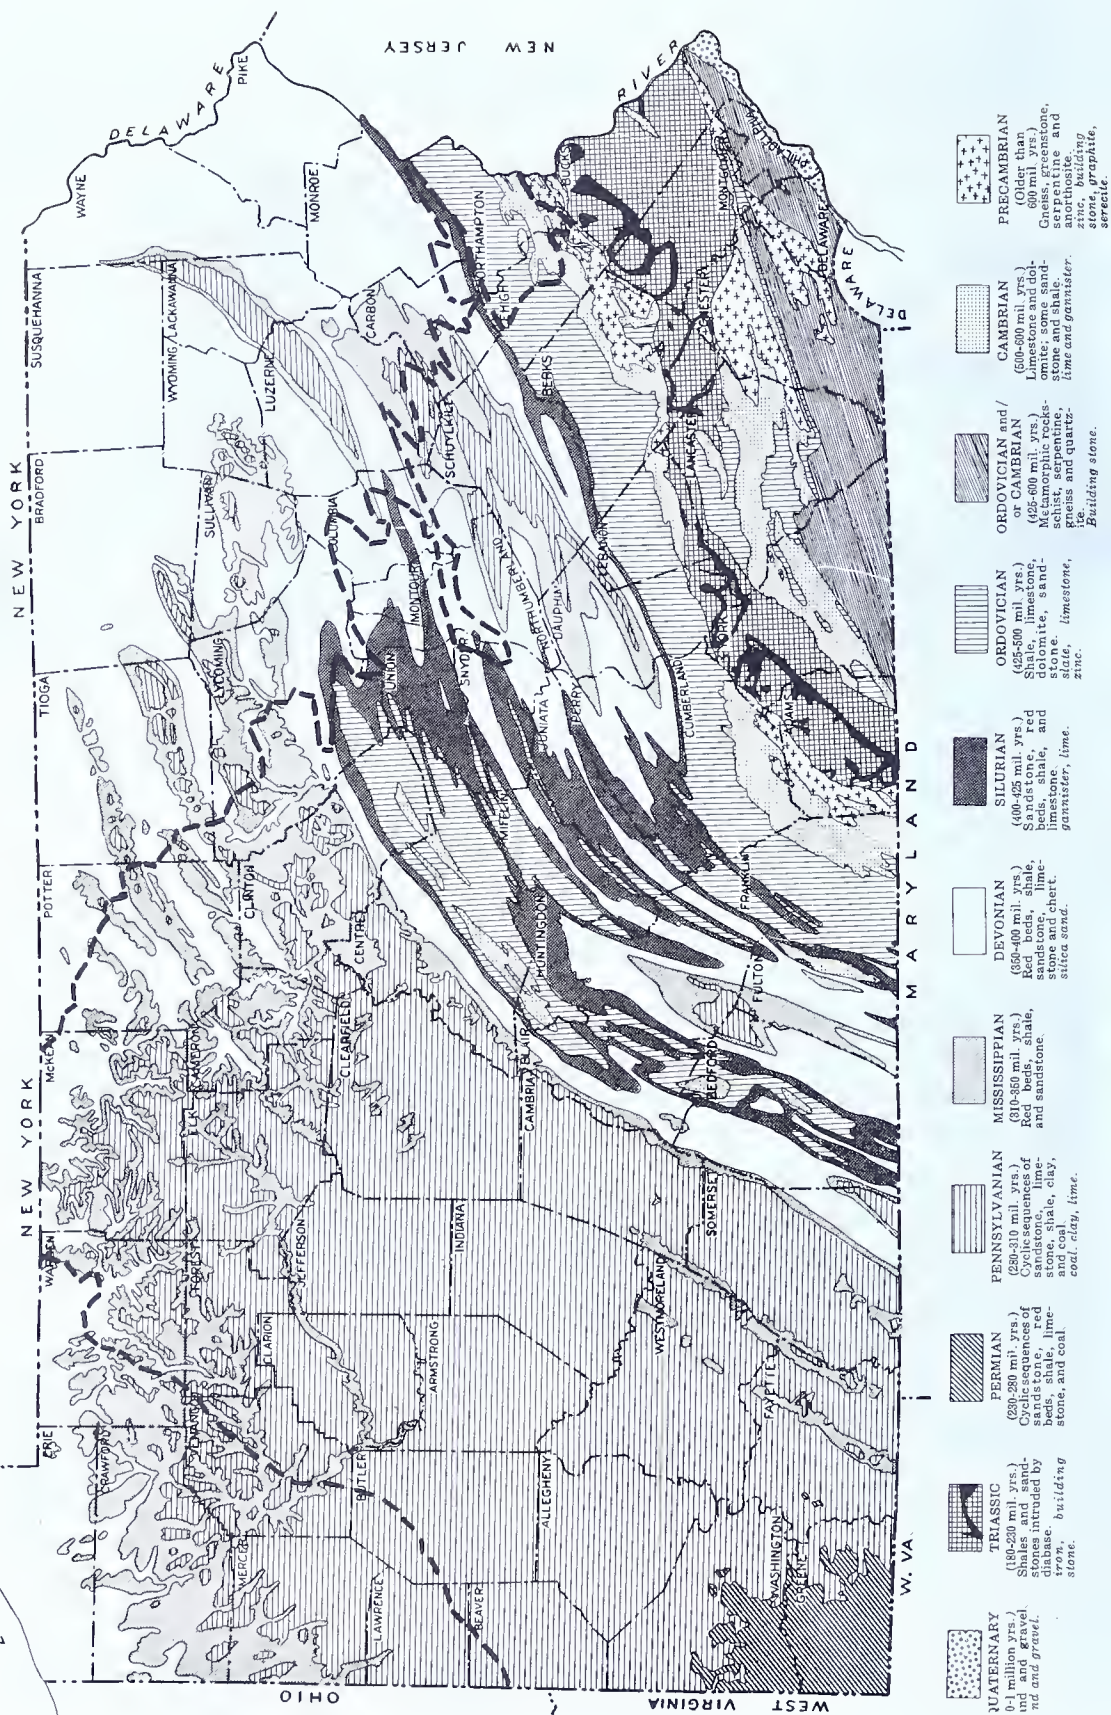 NEW YORK
NEW YORK
ERIE
WARREN
McKEAN
POTTER
TIOGA
BRADFORD
SUSQUEHANNA
WAYNE
DELAWARE
PIKE
CRAWFORD
VENANGO
FOREST
ELK
CAMERON
CLINTON
LYCOMING
SULLIVAN
WYOMING
LACKAWANNA
MERCER
CLARION
JEFFERSON
CLEARFIELD
CENTRE
UNION
COLUMBIA
MONTOUR
LUZERNE
MONROE
CARBON
LAWRENCE
BUTLER
ARMSTRONG
INDIANA
CAMBRIA
BLAIR
HUNTINGDON
MIFFLIN
SNYDER
NORTHUMBERLAND
SCHUYLKILL
NORTHAMPTON
LEHIGH
NEW JERSEY
OHIO
BEAVER
ALLEGHENY
WESTMORELAND
SOMERSET
BEDFORD
FULTON
FRANKLIN
JUNIATA
PERRY
DAUPHIN
CUMBERLAND
LEBANON
BERKS
BUCKS
RIVER
WASHINGTON
GREENE
FAYETTE
ADAMS
YORK
LANCASTER
CHESTER
MONTGOMERY
PHILADELPHIA
DELAWARE
DELAWARE
WEST VIRGINIA
W. VA.
MARYLAND
UATERNARY
0-1 million yrs.)
nd and gravel.
nd and gravel.
TRIASSIC
(180-230 mil. yrs.)
Shales and sand-
stones intruded by
diabase.
iron, building
stone.
PERMIAN
(230-280 mil. yrs.)
Cyclic sequences of
sandstone, red
beds, shale, lime-
stone, and coal.
PENNSYLVANIAN
(280-310 mil. yrs.)
Cyclic sequences of
sandstone, lime-
stone, shale, clay,
and coal.
coal. clay, lime.
MISSISSIPPIAN
(310-350 mil. yrs.)
Red beds, shale,
and sandstone.
DEVONIAN
(350-400 mil. yrs.)
Red beds, shale,
sandstone, lime-
stone and chert.
silica sand.
SILURIAN
(400-425 mil. yrs.)
Sandstone, red
beds, shale, and
limestone.
gannister, lime.
ORDOVICIAN
(425-500 mil. yrs.)
Shale, limestone,
dolomite, sand-
stone.
slate, limestone,
zinc.
ORDOVICIAN and/
or CAMBRIAN
(425-600 mil. yrs.)
Metamorphic rocks-
schist, serpentine,
gneiss and quartz-
ite.
Building stone.
CAMBRIAN
(500-600 mil. yrs.)
Limestone and dol-
omite; some sand-
stone and shale.
lime and gannister.
PRECAMBRIAN
(Older than
600 mil. yrs.)
Gneiss, greenstone,
serpentine and
anorthosite.
zinc, building
stone, graphite,
serecite.